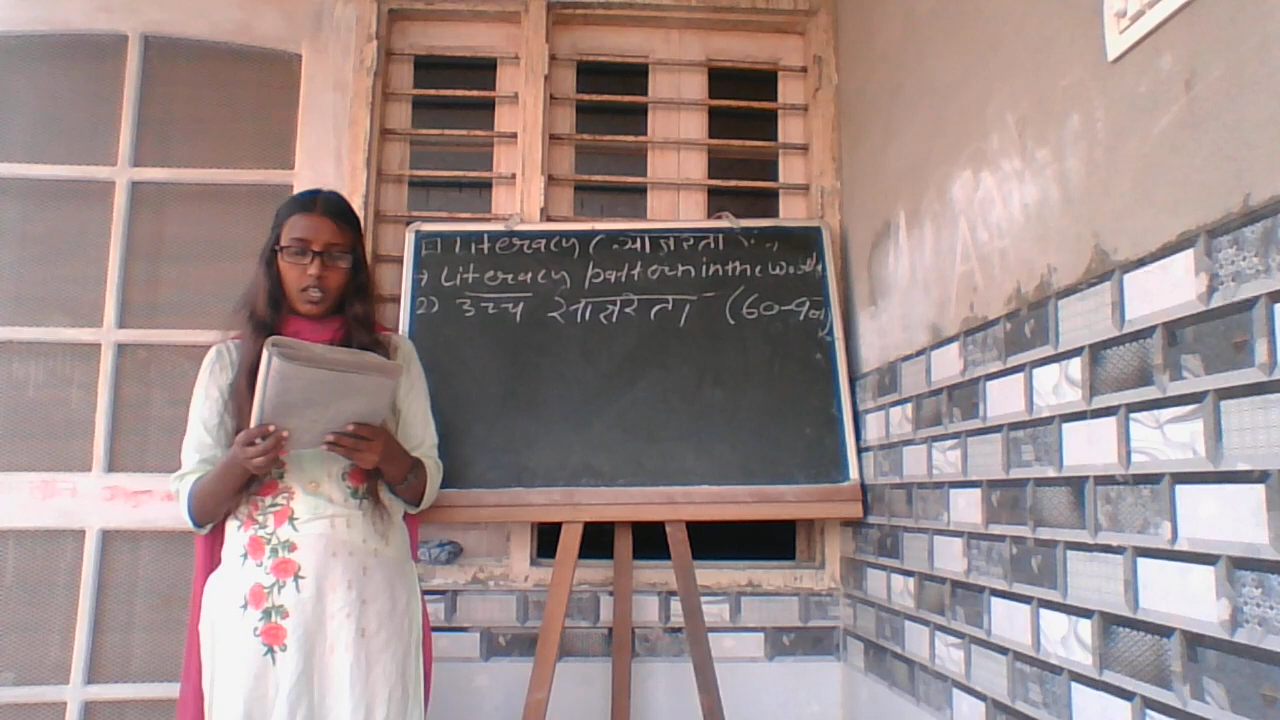 □ Literacy (साक्षरता) :-
→ Literacy pattern in the world
2) उच्च साक्षरता (60-90)